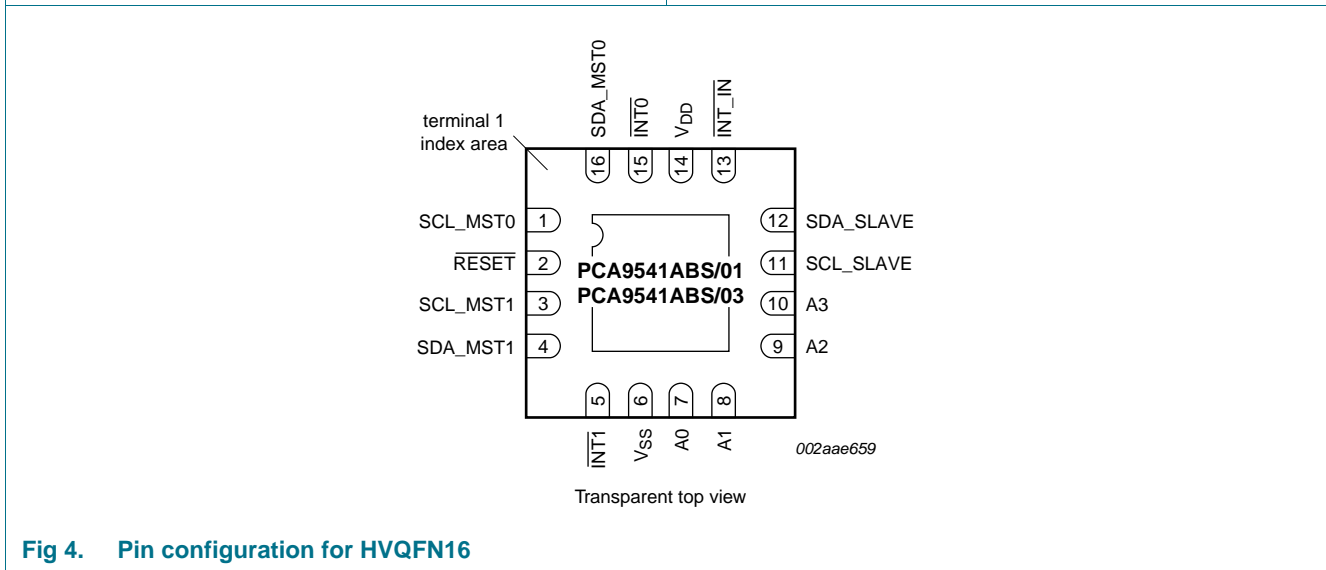 SDA_MST0
INT0
VDD
INT_IN
terminal 1
index area
16
15
14
13
SCL_MST0 1
12 SDA_SLAVE
RESET 2
11 SCL_SLAVE
PCA9541ABS/01
PCA9541ABS/03
SCL_MST1 3
10 A3
SDA_MST1 4
9 A2
5
6
7
8
INT1
VSS
A0
A1
002aae659
Transparent top view
Fig 4. Pin configuration for HVQFN16